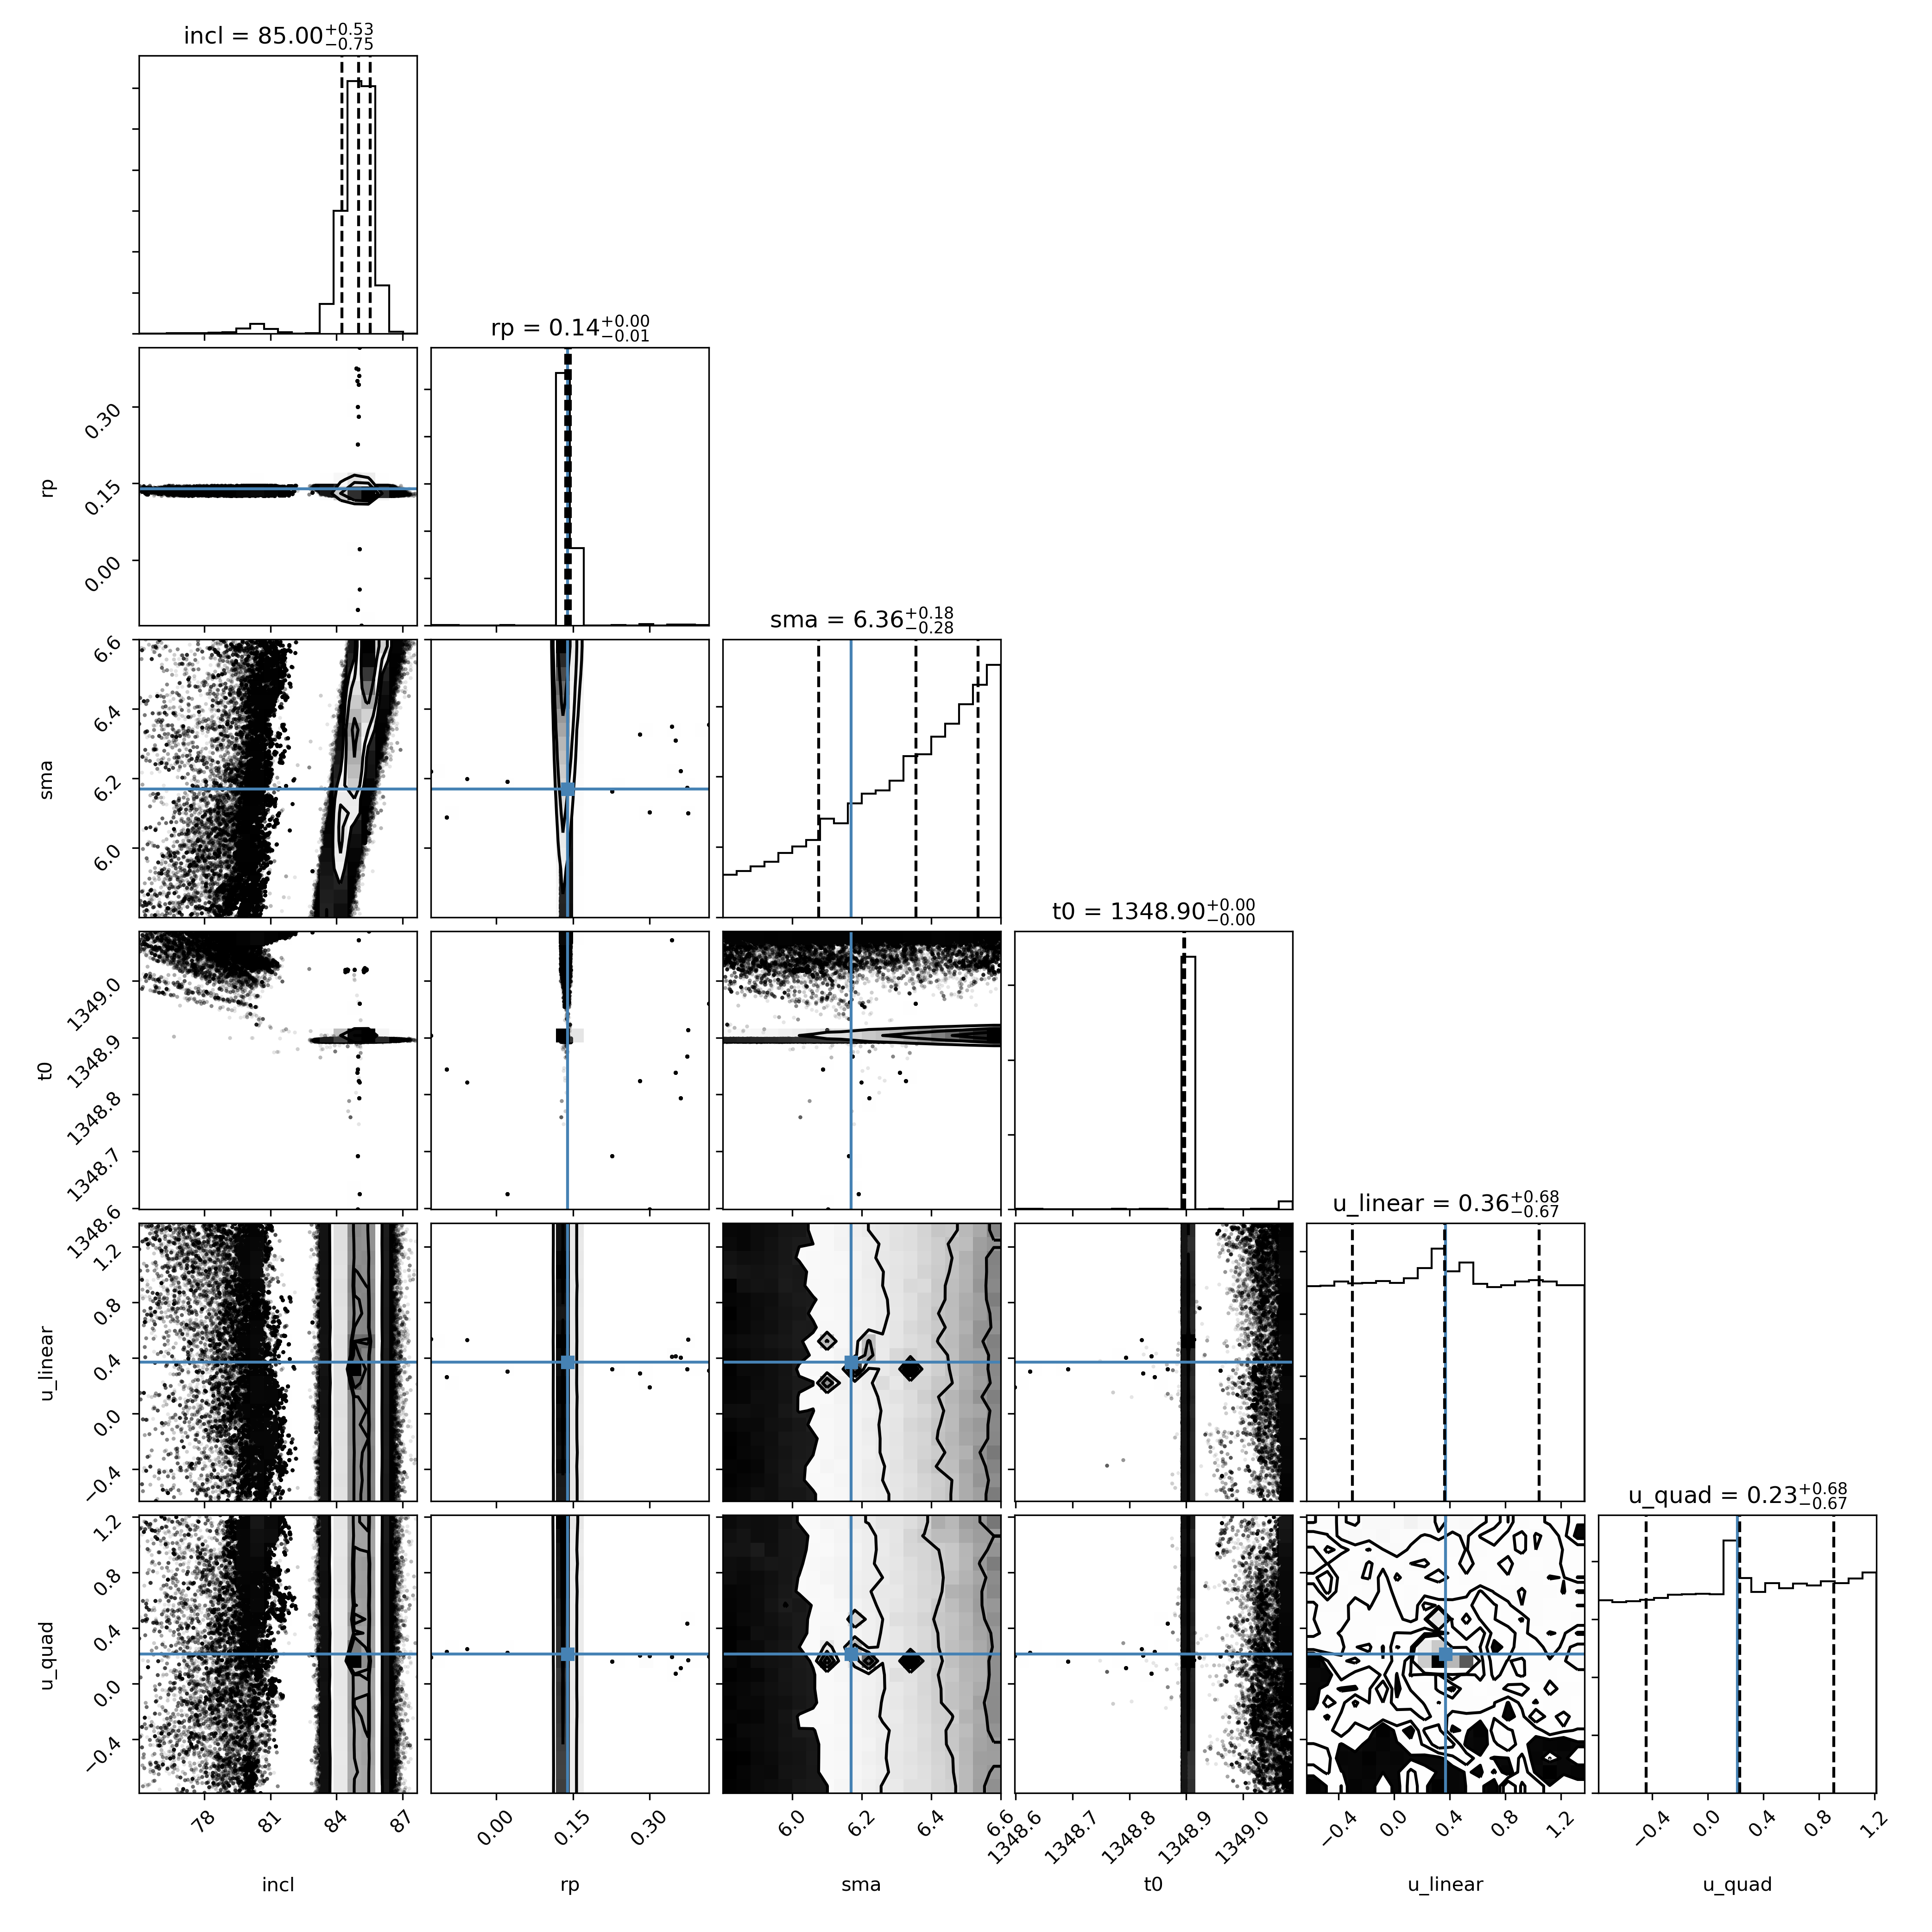 incl = 85.00+0.53−0.75
rp = 0.14+0.00−0.01
0.30
0.15
0.00
rp
sma = 6.36+0.18−0.28
6.6
6.4
6.2
6.0
sma
t0 = 1348.90+0.00−0.00
1349.0
1348.9
1348.8
1348.7
1348.6
t0
u_linear = 0.36+0.68−0.67
1.2
0.8
0.4
0.0
−0.4
u_linear
u_quad = 0.23+0.68−0.67
1.2
0.8
0.4
0.0
−0.4
u_quad
78 81 84 87 0.00 0.15 0.30 6.0 6.2 6.4 6.6 1348.6 1348.7 1348.8 1348.9 1349.0 −0.4 0.0 0.4 0.8 1.2 −0.4 0.0 0.4 0.8 1.2
incl rp sma t0 u_linear u_quad